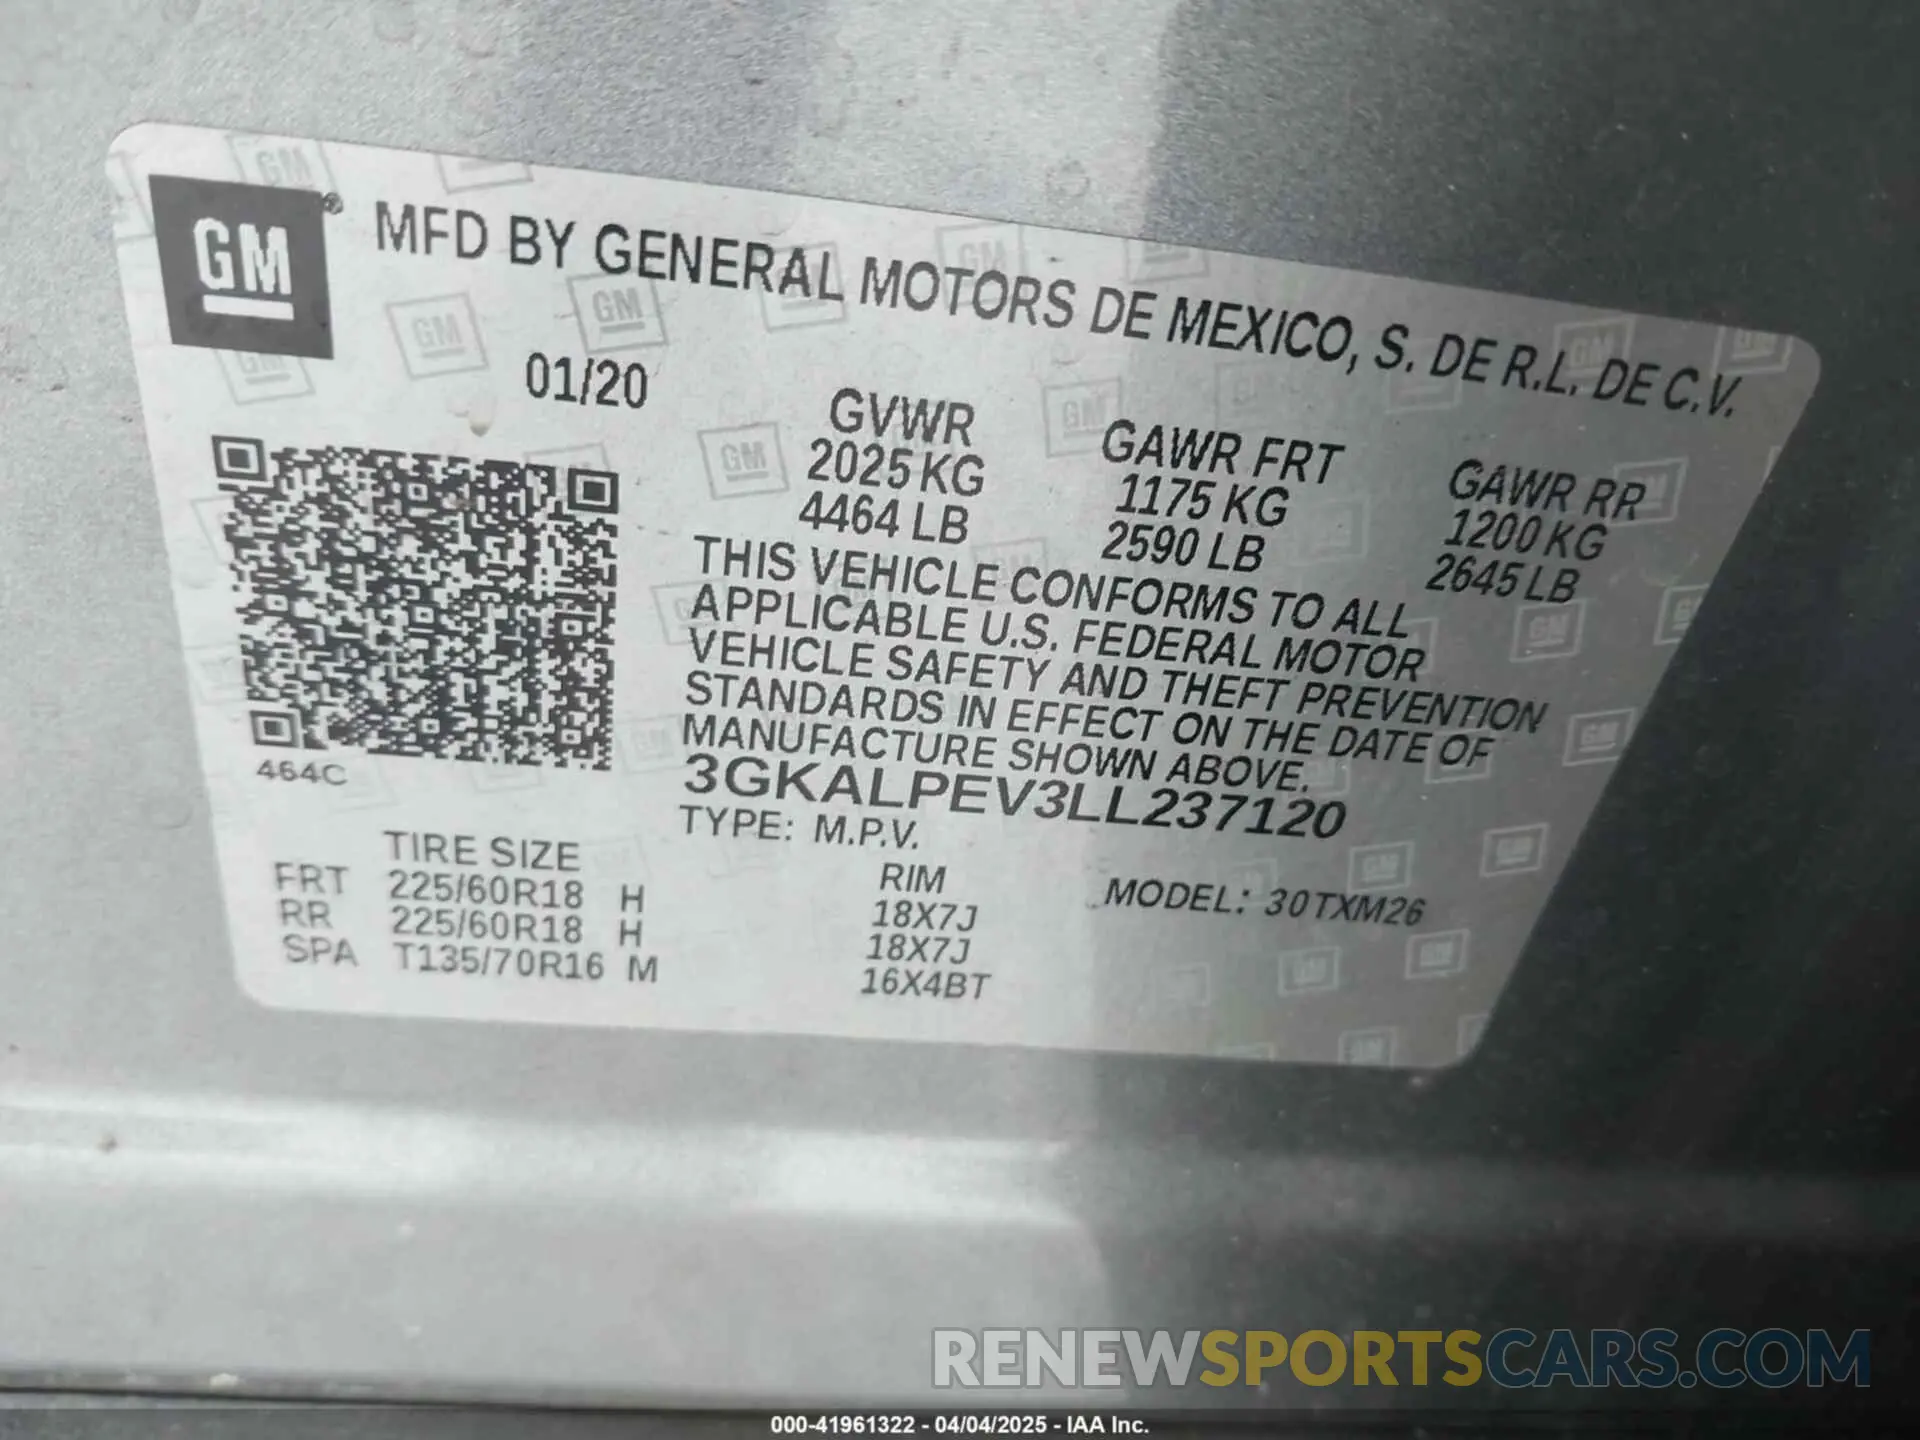 GM
MFD BY GENERAL MOTORS DE MEXICO, S. DE R.L. DE C.V.
01/20
GVWR
2025 KG
4464 LB
GAWR FRT
1175 KG
2590 LB
GAWR RR
1200 KG
2645 LB
THIS VEHICLE CONFORMS TO ALL
APPLICABLE U.S. FEDERAL MOTOR
VEHICLE SAFETY AND THEFT PREVENTION
STANDARDS IN EFFECT ON THE DATE OF
MANUFACTURE SHOWN ABOVE.
3GKALPEV3LL237120
TYPE: M.P.V.
464C
TIRE SIZE RIM MODEL: 30TXM26
FRT 225/60R18 H 18X7J
RR 225/60R18 H 18X7J
SPA T135/70R16 M 16X4BT
RENEWSPORTSCARS.COM
000-41961322 - 04/04/2025 - IAA Inc.